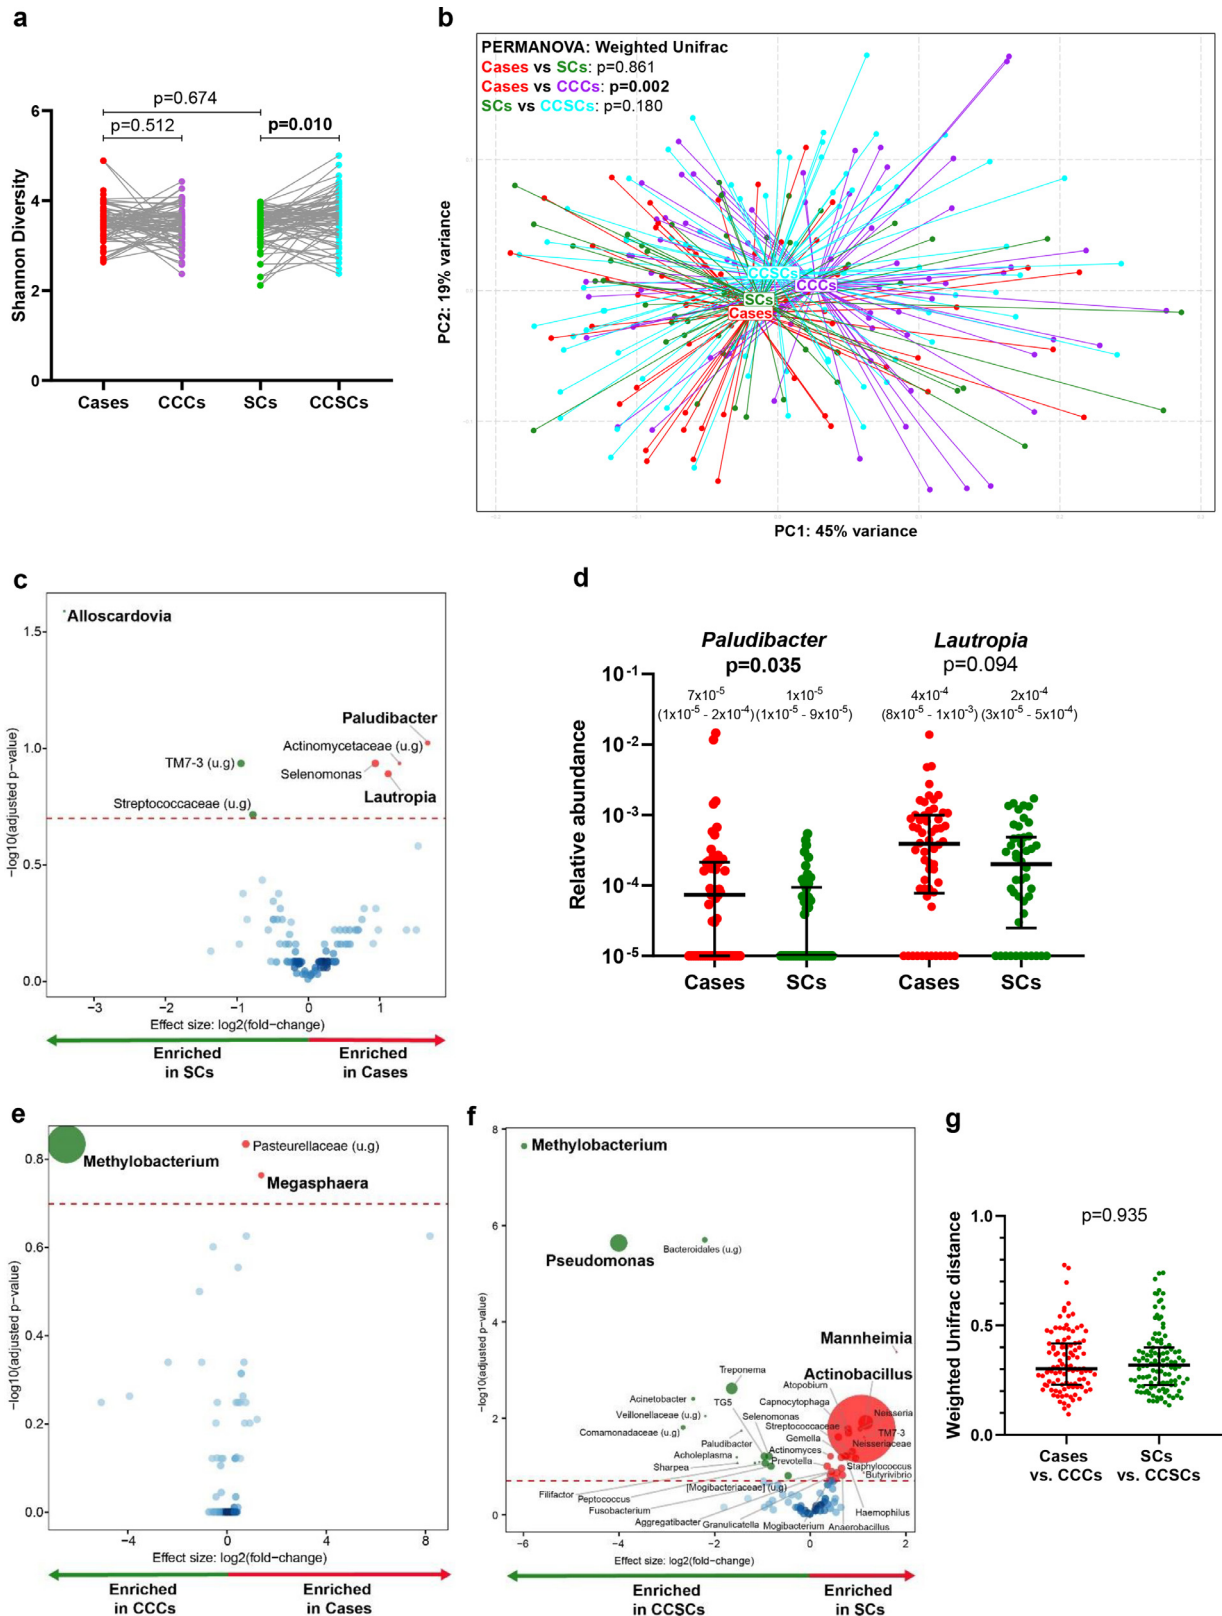 a
p=0.674
p=0.512
p=0.010
Shannon Diversity
6
4
2
0
Cases
CCCs
SCs
CCSCs
b
PERMANOVA: Weighted Unifrac
Cases vs SCs: p=0.861
Cases vs CCCs: p=0.002
SCs vs CCSCs: p=0.180
CCSCs
CCCs
SCs
Cases
PC2: 19% variance
PC1: 45% variance
c
Alloscardovia
Paludibacter
Actinomycetaceae (u.g)
TM7-3 (u.g)
Selenomonas
Lautropia
Streptococcaceae (u.g)
−log10(adjusted p−value)
1.5
1.0
0.5
0.0
−3
−2
−1
0
1
Effect size: log2(fold−change)
Enriched in SCs
Enriched in Cases
d
Paludibacter
p=0.035
Lautropia
p=0.094
7x10⁻⁵
(1x10⁻⁵ - 2x10⁻⁴)
1x10⁻⁵
(1x10⁻⁵ - 9x10⁻⁵)
4x10⁻⁴
(8x10⁻⁵ - 1x10⁻³)
2x10⁻⁴
(3x10⁻⁵ - 5x10⁻⁴)
Relative abundance
10⁻¹
10⁻²
10⁻³
10⁻⁴
10⁻⁵
Cases
SCs
Cases
SCs
e
Methylobacterium
Pasteurellaceae (u.g)
Megasphaera
−log10(adjusted p−value)
0.8
0.6
0.4
0.2
0.0
−4
0
4
8
Effect size: log2(fold−change)
Enriched in CCCs
Enriched in Cases
f
Methylobacterium
Pseudomonas
Bacteroidales (u.g)
Mannheimia
Actinobacillus
Treponema
Atopobium
Acinetobacter
TG5
Capnocytophaga
Veillonellaceae (u.g)
Selenomonas
Neisseria
Comamonadaceae (u.g)
Streptococcaceae
TM7-3
Paludibacter
Gemella
Neisseriaceae
Acholeplasma
Actinomyces
Sharpea
Prevotella
Staphylococcus
Butyrivibrio
[Mogibacteriaceae] (u.g)
Filifactor
Peptococcus
Fusobacterium
Haemophilus
Aggregatibacter
Granulicatella
Mogibacterium
Anaerobacillus
−log10(adjusted p−value)
8
6
4
2
0
−6
−4
−2
0
2
Effect size: log2(fold−change)
Enriched in CCSCs
Enriched in SCs
g
p=0.935
Weighted Unifrac distance
1.0
0.5
0.0
Cases vs. CCCs
SCs vs. CCSCs